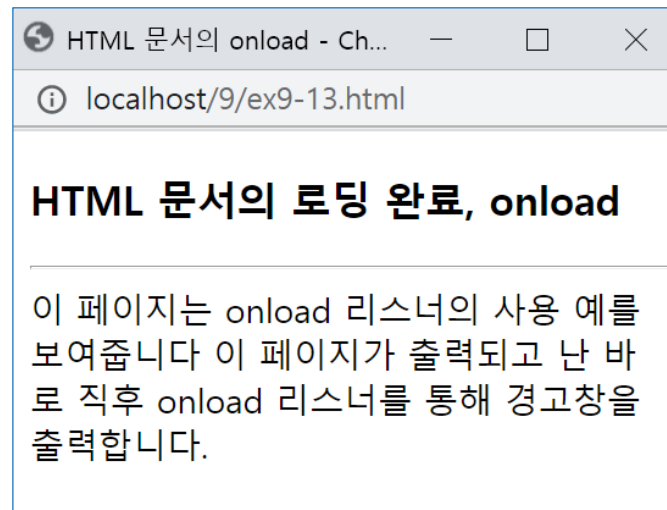 HTML 문서의 onload - Ch...
localhost/9/ex9-13.html
HTML 문서의 로딩 완료, onload
이 페이지는 onload 리스너의 사용 예를
보여줍니다 이 페이지가 출력되고 난 바
로 직후 onload 리스너를 통해 경고창을
출력합니다.